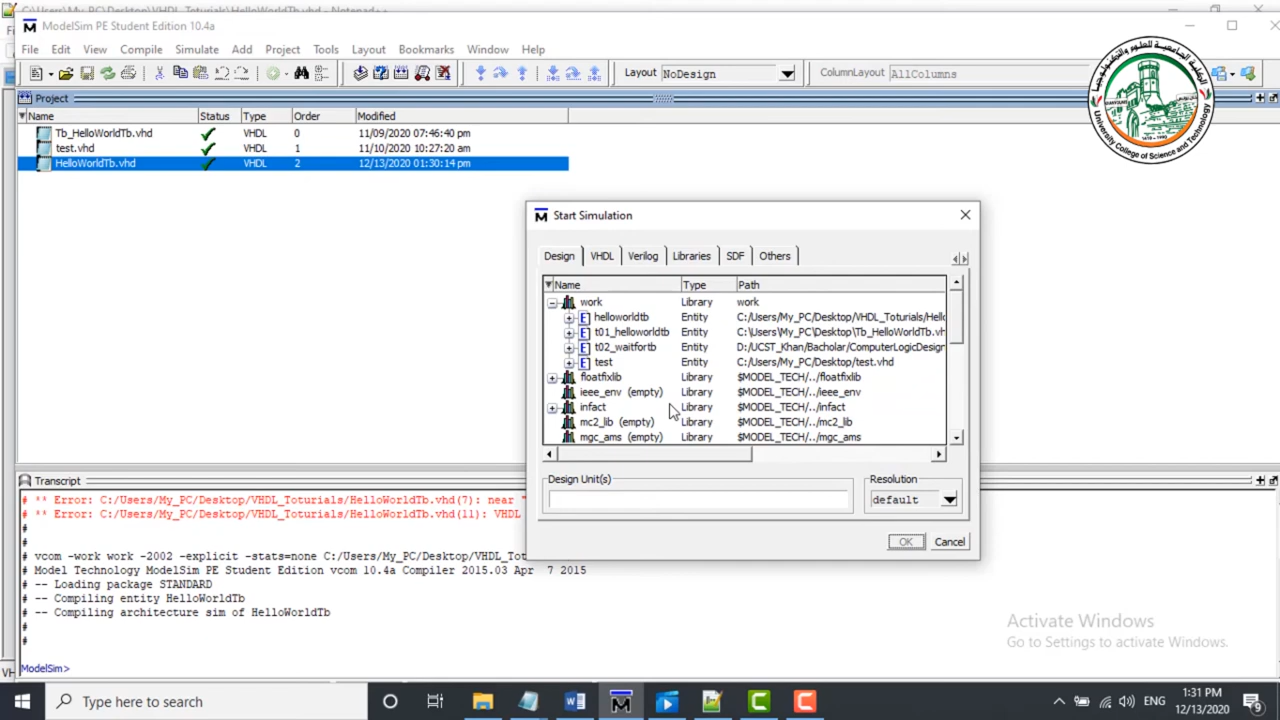 C:\Users\My_PC\Desktop\VHDL_Toturials\HelloWorldTb.vhd - Notepad++
ModelSim PE Student Edition 10.4a
File Edit View Compile Simulate Add Project Tools Layout Bookmarks Window Help
Layout NoDesign ColumnLayout AllColumns
Project
Name Status Type Order Modified
Tb_HelloWorldTb.vhd VHDL 0 11/09/2020 07:46:40 pm
test.vhd VHDL 1 11/10/2020 10:27:20 am
HelloWorldTb.vhd VHDL 2 12/13/2020 01:30:14 pm
University College of Science and Technology
Start Simulation
Design VHDL Verilog Libraries SDF Others
Name Type Path
work Library work
helloworldtb Entity C:/Users/My_PC/Desktop/VHDL_Toturials/Hello
t01_helloworldtb Entity C:\Users\My_PC\Desktop\Tb_HelloWorldTb.vh
t02_waitfortb Entity D:/UCST_Khan/Bacholar/ComputerLogicDesign
test Entity C:/Users/My_PC/Desktop/test.vhd
floatfixlib Library $MODEL_TECH/../floatfixlib
ieee_env (empty) Library $MODEL_TECH/../ieee_env
infact Library $MODEL_TECH/../infact
mc2_lib (empty) Library $MODEL_TECH/../mc2_lib
mgc_ams (empty) Library $MODEL_TECH/../mgc_ams
Design Unit(s) Resolution
default
OK Cancel
Transcript
# ** Error: C:/Users/My_PC/Desktop/VHDL_Toturials/HelloWorldTb.vhd(7): near "
# ** Error: C:/Users/My_PC/Desktop/VHDL_Toturials/HelloWorldTb.vhd(11): VHDL
#
#
# vcom -work work -2002 -explicit -stats=none C:/Users/My_PC/Desktop/VHDL_To
# Model Technology ModelSim PE Student Edition vcom 10.4a Compiler 2015.03 Apr 7 2015
# -- Loading package STANDARD
# -- Compiling entity HelloWorldTb
# -- Compiling architecture sim of HelloWorldTb
#
#
ModelSim>
Activate Windows
Go to Settings to activate Windows.
Type here to search
ENG
1:31 PM
12/13/2020
9